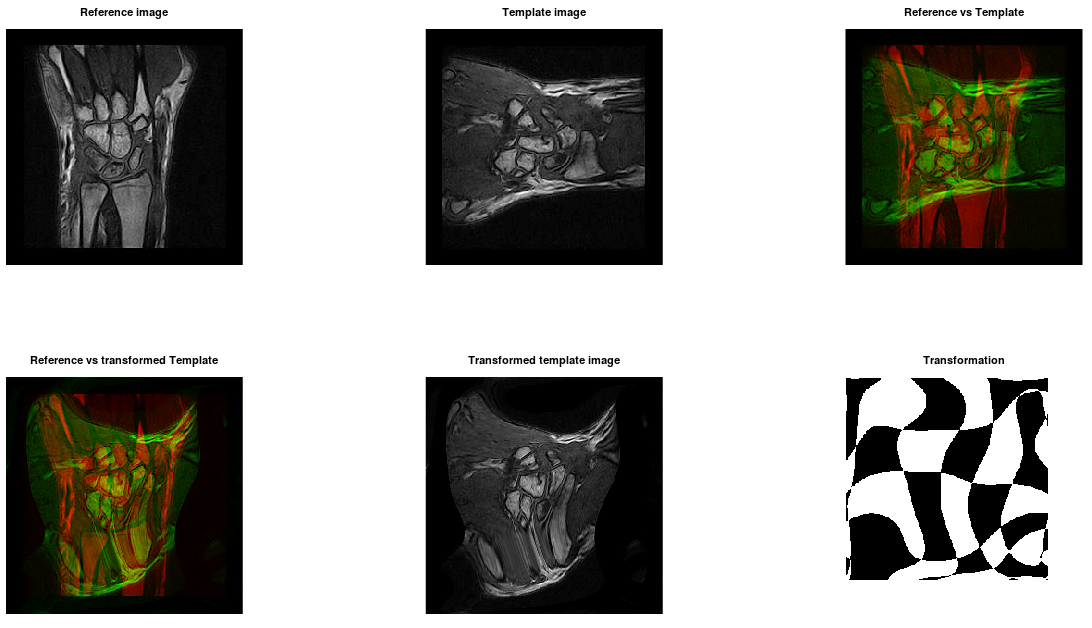 Reference image
Template image
Reference vs Template
Reference vs transformed Template
Transformed template image
Transformation